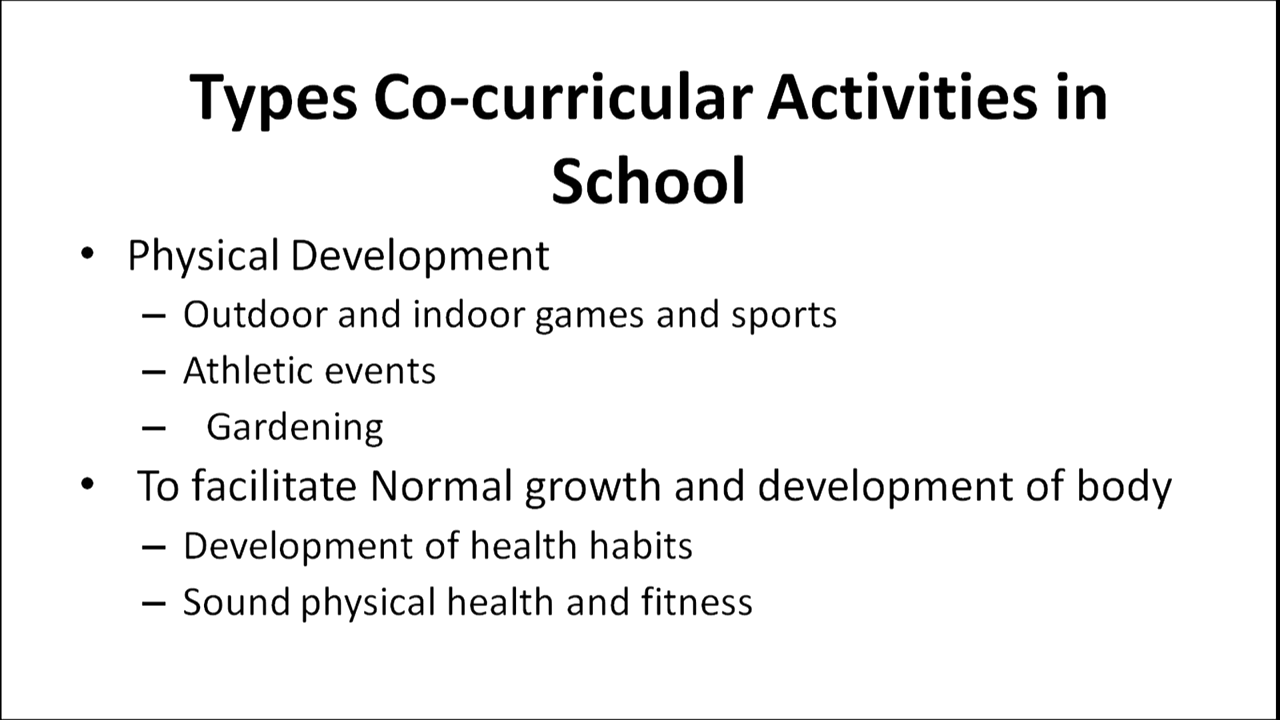 Types Co-curricular Activities in
School
• Physical Development
– Outdoor and indoor games and sports
– Athletic events
– Gardening
• To facilitate Normal growth and development of body
– Development of health habits
– Sound physical health and fitness